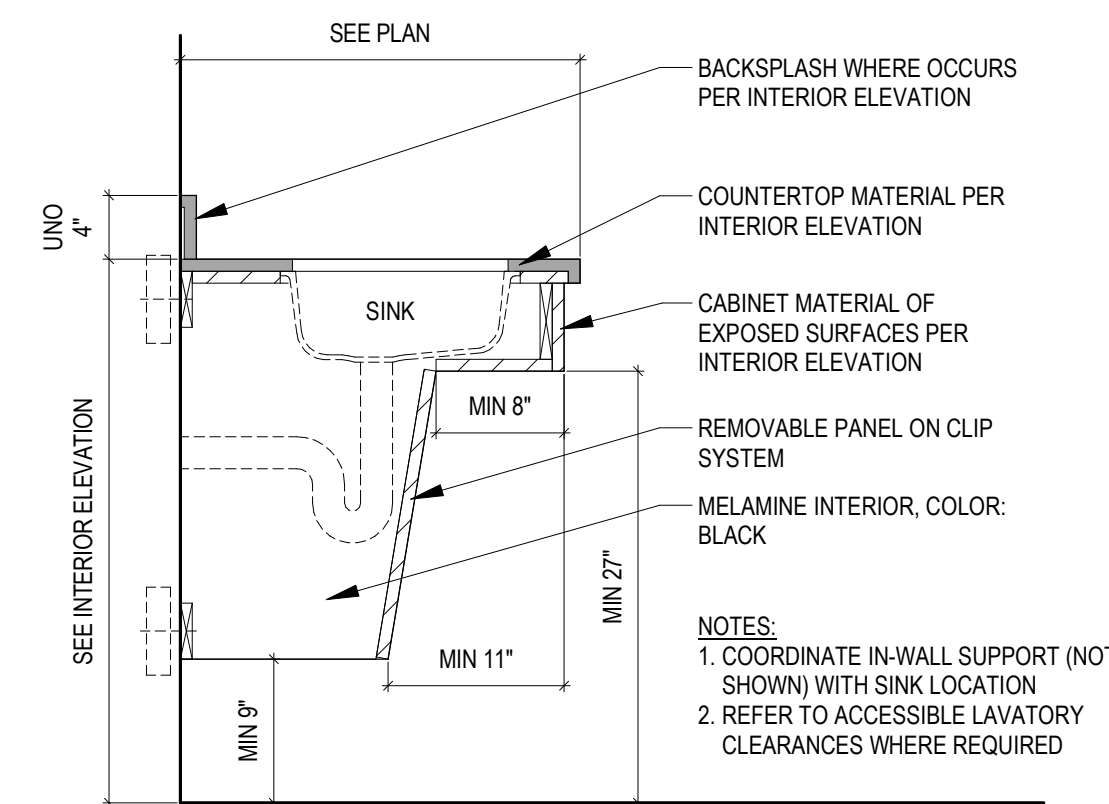 SEE PLAN
BACKSPLASH WHERE OCCURS
PER INTERIOR ELEVATION
UNO
4"
COUNTERTOP MATERIAL PER
INTERIOR ELEVATION
SINK
CABINET MATERIAL OF
EXPOSED SURFACES PER
INTERIOR ELEVATION
MIN 8"
REMOVABLE PANEL ON CLIP
SYSTEM
SEE INTERIOR ELEVATION
MELAMINE INTERIOR, COLOR:
BLACK
MIN 27"
MIN 11"
MIN 9"
NOTES:
1. COORDINATE IN-WALL SUPPORT (NOT
SHOWN) WITH SINK LOCATION
2. REFER TO ACCESSIBLE LAVATORY
CLEARANCES WHERE REQUIRED